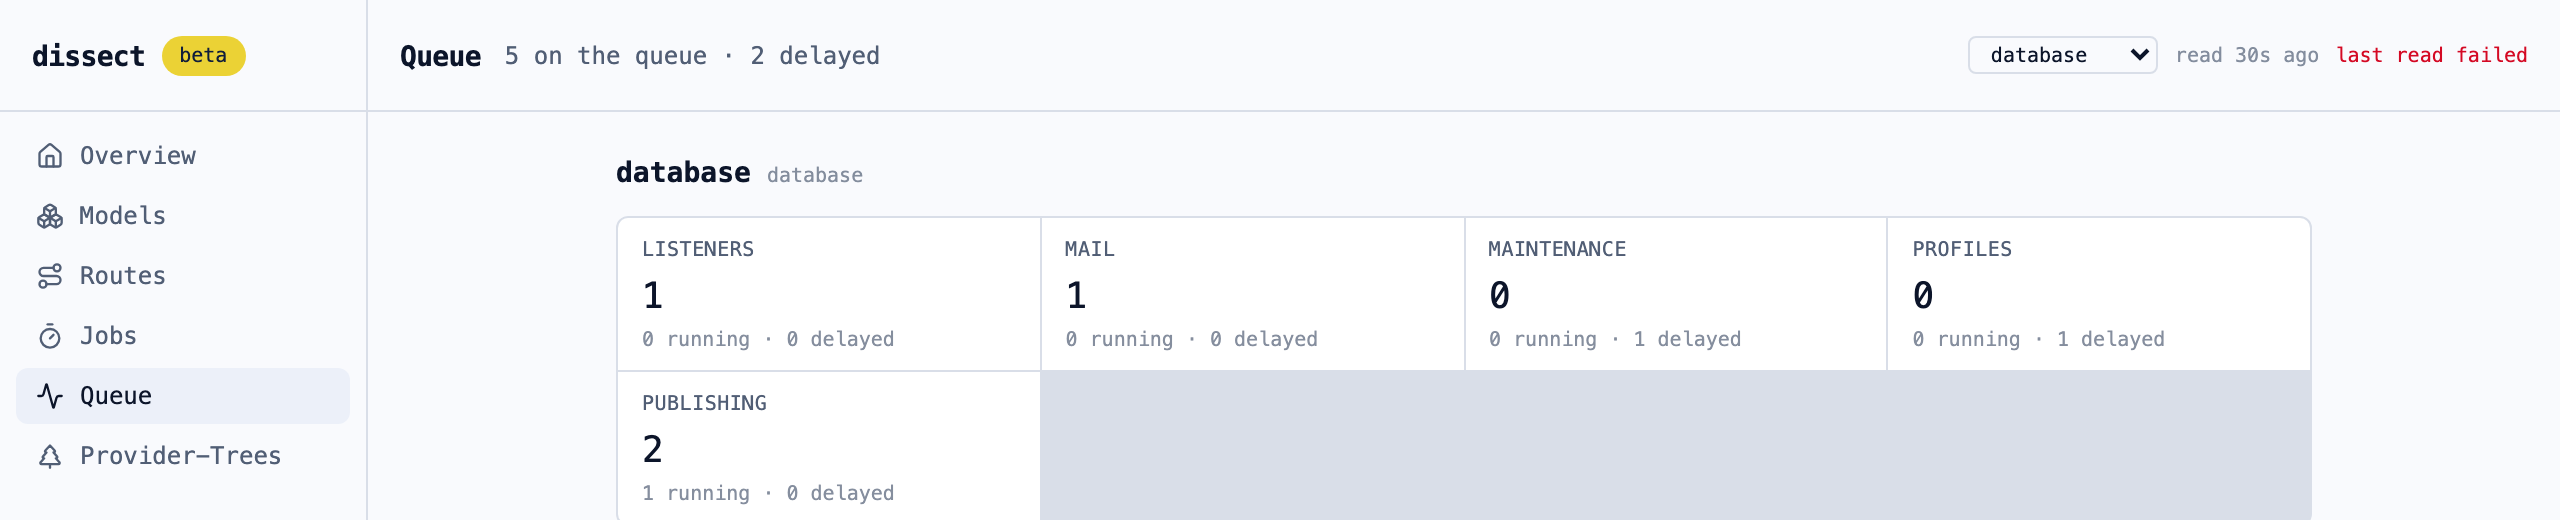 dissect beta
Queue 5 on the queue · 2 delayed
database read 30s ago last read failed
Overview
Models
Routes
Jobs
Queue
Provider-Trees
database database
LISTENERS
1
0 running · 0 delayed
MAIL
1
0 running · 0 delayed
MAINTENANCE
0
0 running · 1 delayed
PROFILES
0
0 running · 1 delayed
PUBLISHING
2
1 running · 0 delayed